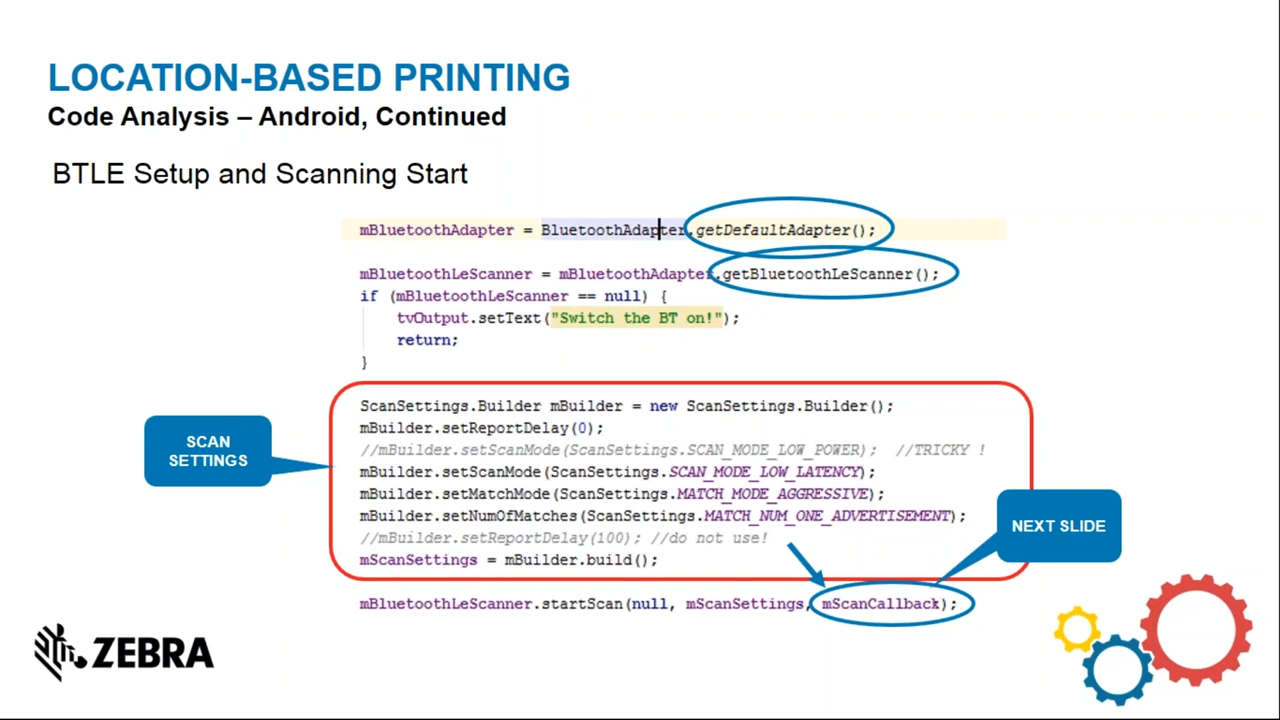 LOCATION-BASED PRINTING
Code Analysis – Android, Continued
BTLE Setup and Scanning Start
mBluetoothAdapter = BluetoothAdapter.getDefaultAdapter();
mBluetoothLeScanner = mBluetoothAdapter.getBluetoothLeScanner();
if (mBluetoothLeScanner == null) {
tvOutput.setText("Switch the BT on!");
return;
}
ScanSettings.Builder mBuilder = new ScanSettings.Builder();
mBuilder.setReportDelay(0);
//mBuilder.setScanMode(ScanSettings.SCAN_MODE_LOW_POWER); //TRICKY !
mBuilder.setScanMode(ScanSettings.SCAN_MODE_LOW_LATENCY);
mBuilder.setMatchMode(ScanSettings.MATCH_MODE_AGGRESSIVE);
mBuilder.setNumOfMatches(ScanSettings.MATCH_NUM_ONE_ADVERTISEMENT);
//mBuilder.setReportDelay(100); //do not use!
mScanSettings = mBuilder.build();
mBluetoothLeScanner.startScan(null, mScanSettings, mScanCallback);
SCAN
SETTINGS
NEXT SLIDE
ZEBRA